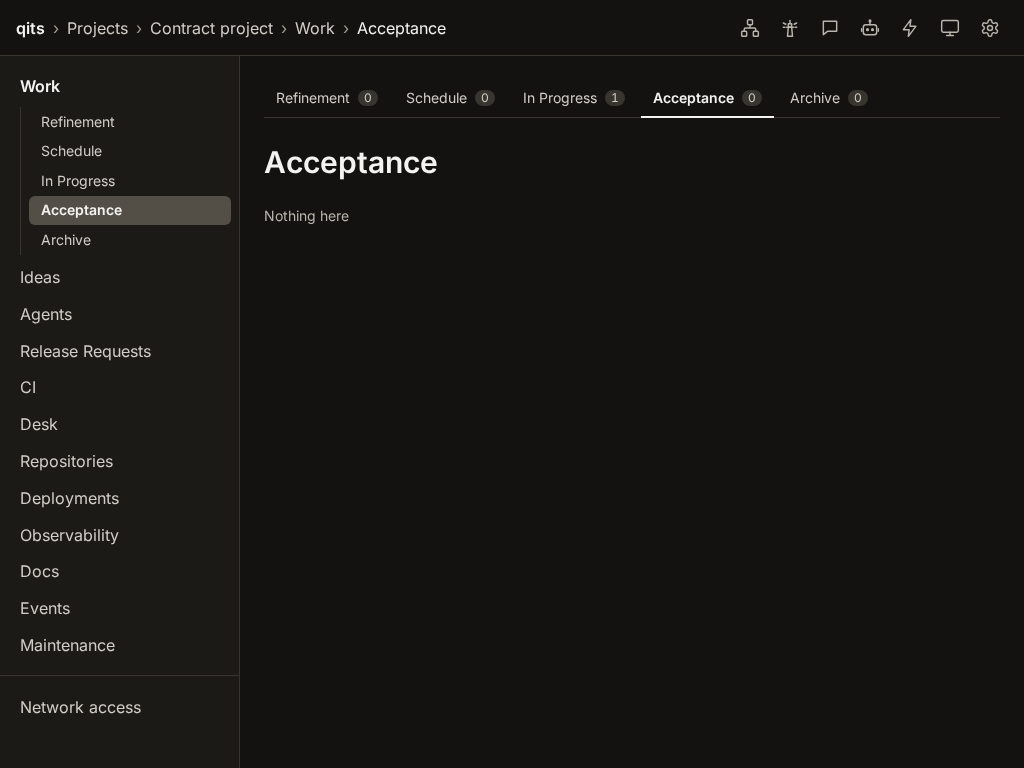 qits › Projects › Contract project › Work › Acceptance
Work
Refinement
Schedule
In Progress
Acceptance
Archive
Ideas
Agents
Release Requests
CI
Desk
Repositories
Deployments
Observability
Docs
Events
Maintenance
Network access
Refinement 0 Schedule 0 In Progress 1 Acceptance 0 Archive 0
Acceptance
Nothing here